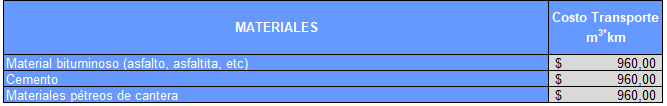 MATERIALES
Costo Transporte
m³*km
Material bituminoso (asfalto, asfaltita, etc) $ 960,00
Cemento $ 960,00
Materiales pétreos de cantera $ 960,00